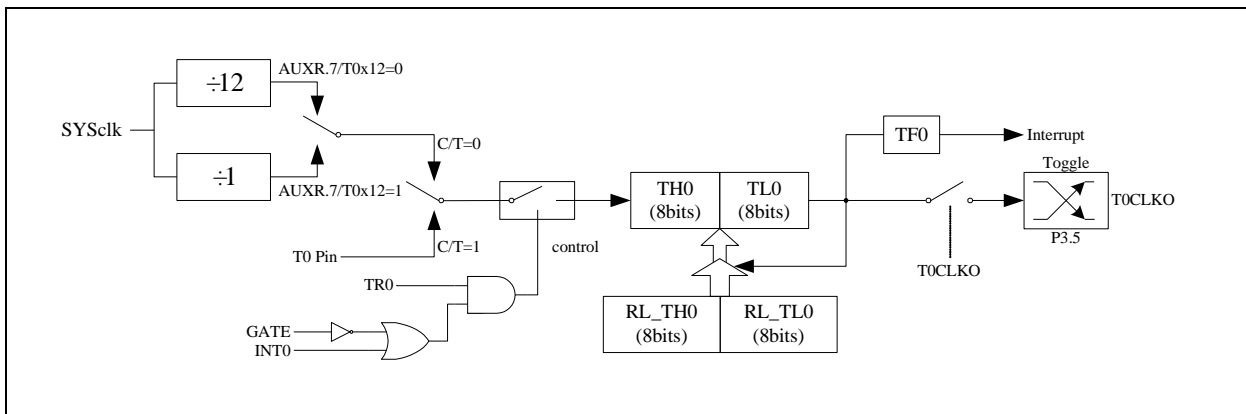 ÷12
AUXR.7/T0x12=0
SYSclk
÷1
AUXR.7/T0x12=1
C/T=0
T0 Pin
C/T=1
control
TR0
GATE
INT0
TH0
(8bits)
TL0
(8bits)
RL_TH0
(8bits)
RL_TL0
(8bits)
TF0
Interrupt
Toggle
T0CLKO
P3.5
T0CLKO